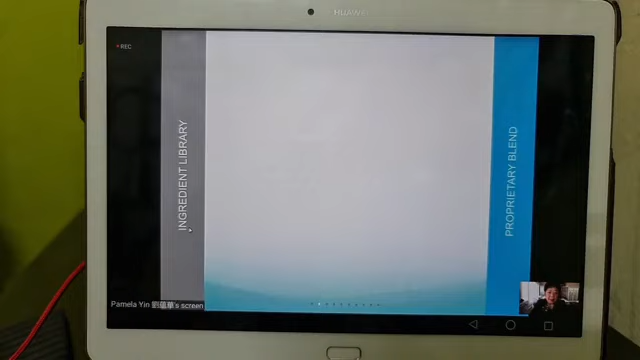 HUAWEI
REC
INGREDIENT LIBRARY
PROPRIETARY BLEND
Pamela Yin 劉蘊華's screen